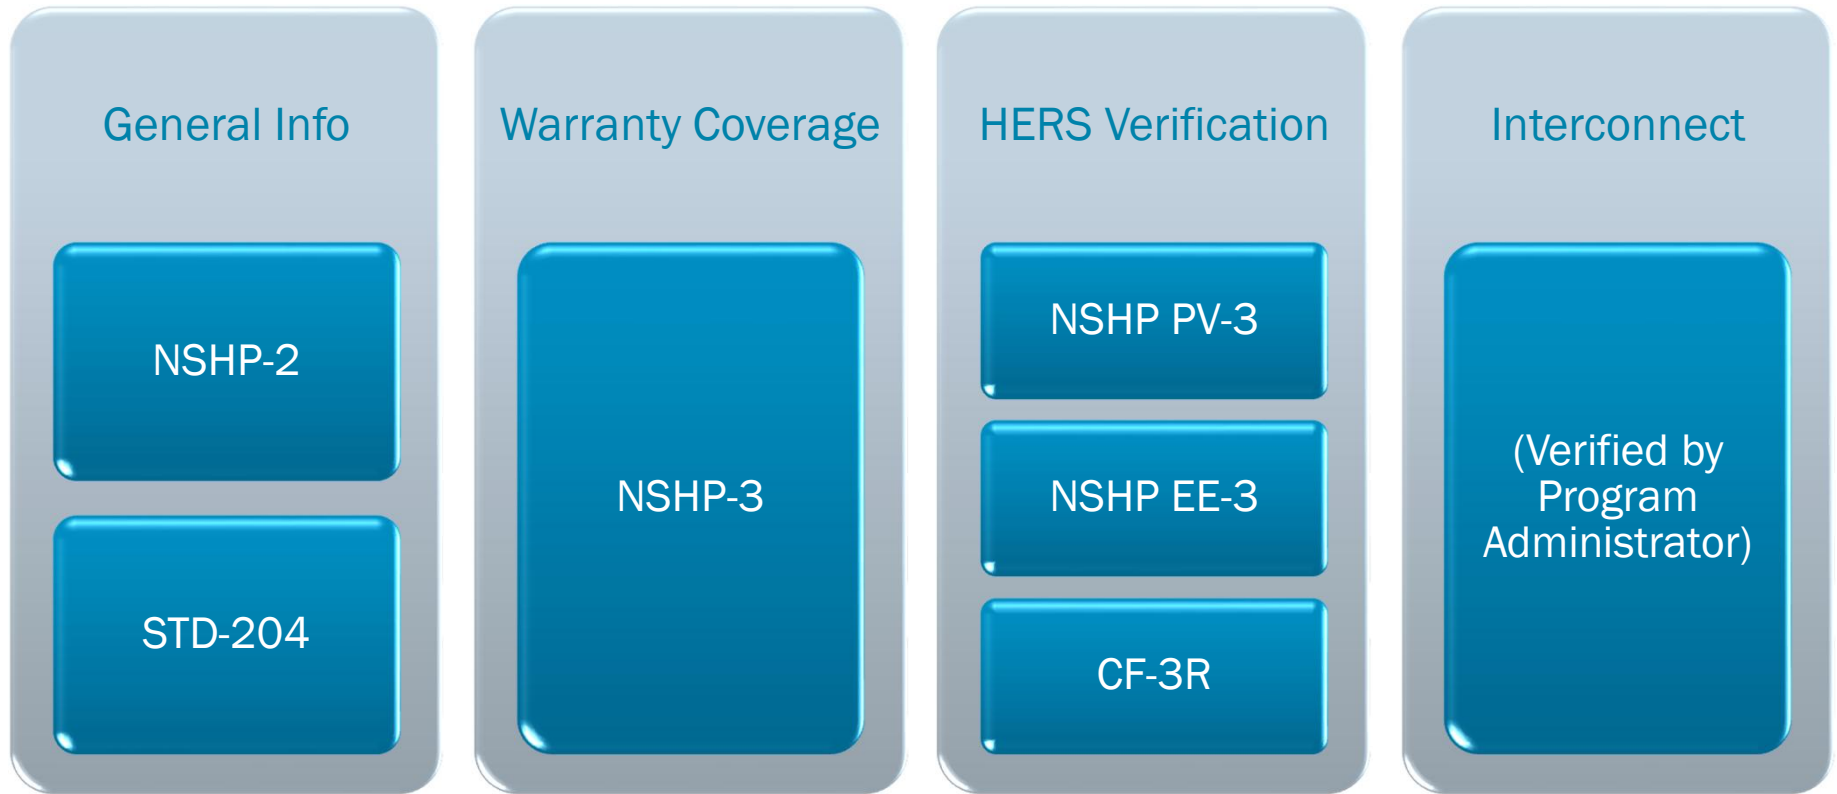 General Info
NSHP-2
STD-204
Warranty Coverage
NSHP-3
HERS Verification
NSHP PV-3
NSHP EE-3
CF-3R
Interconnect
(Verified by
Program
Administrator)